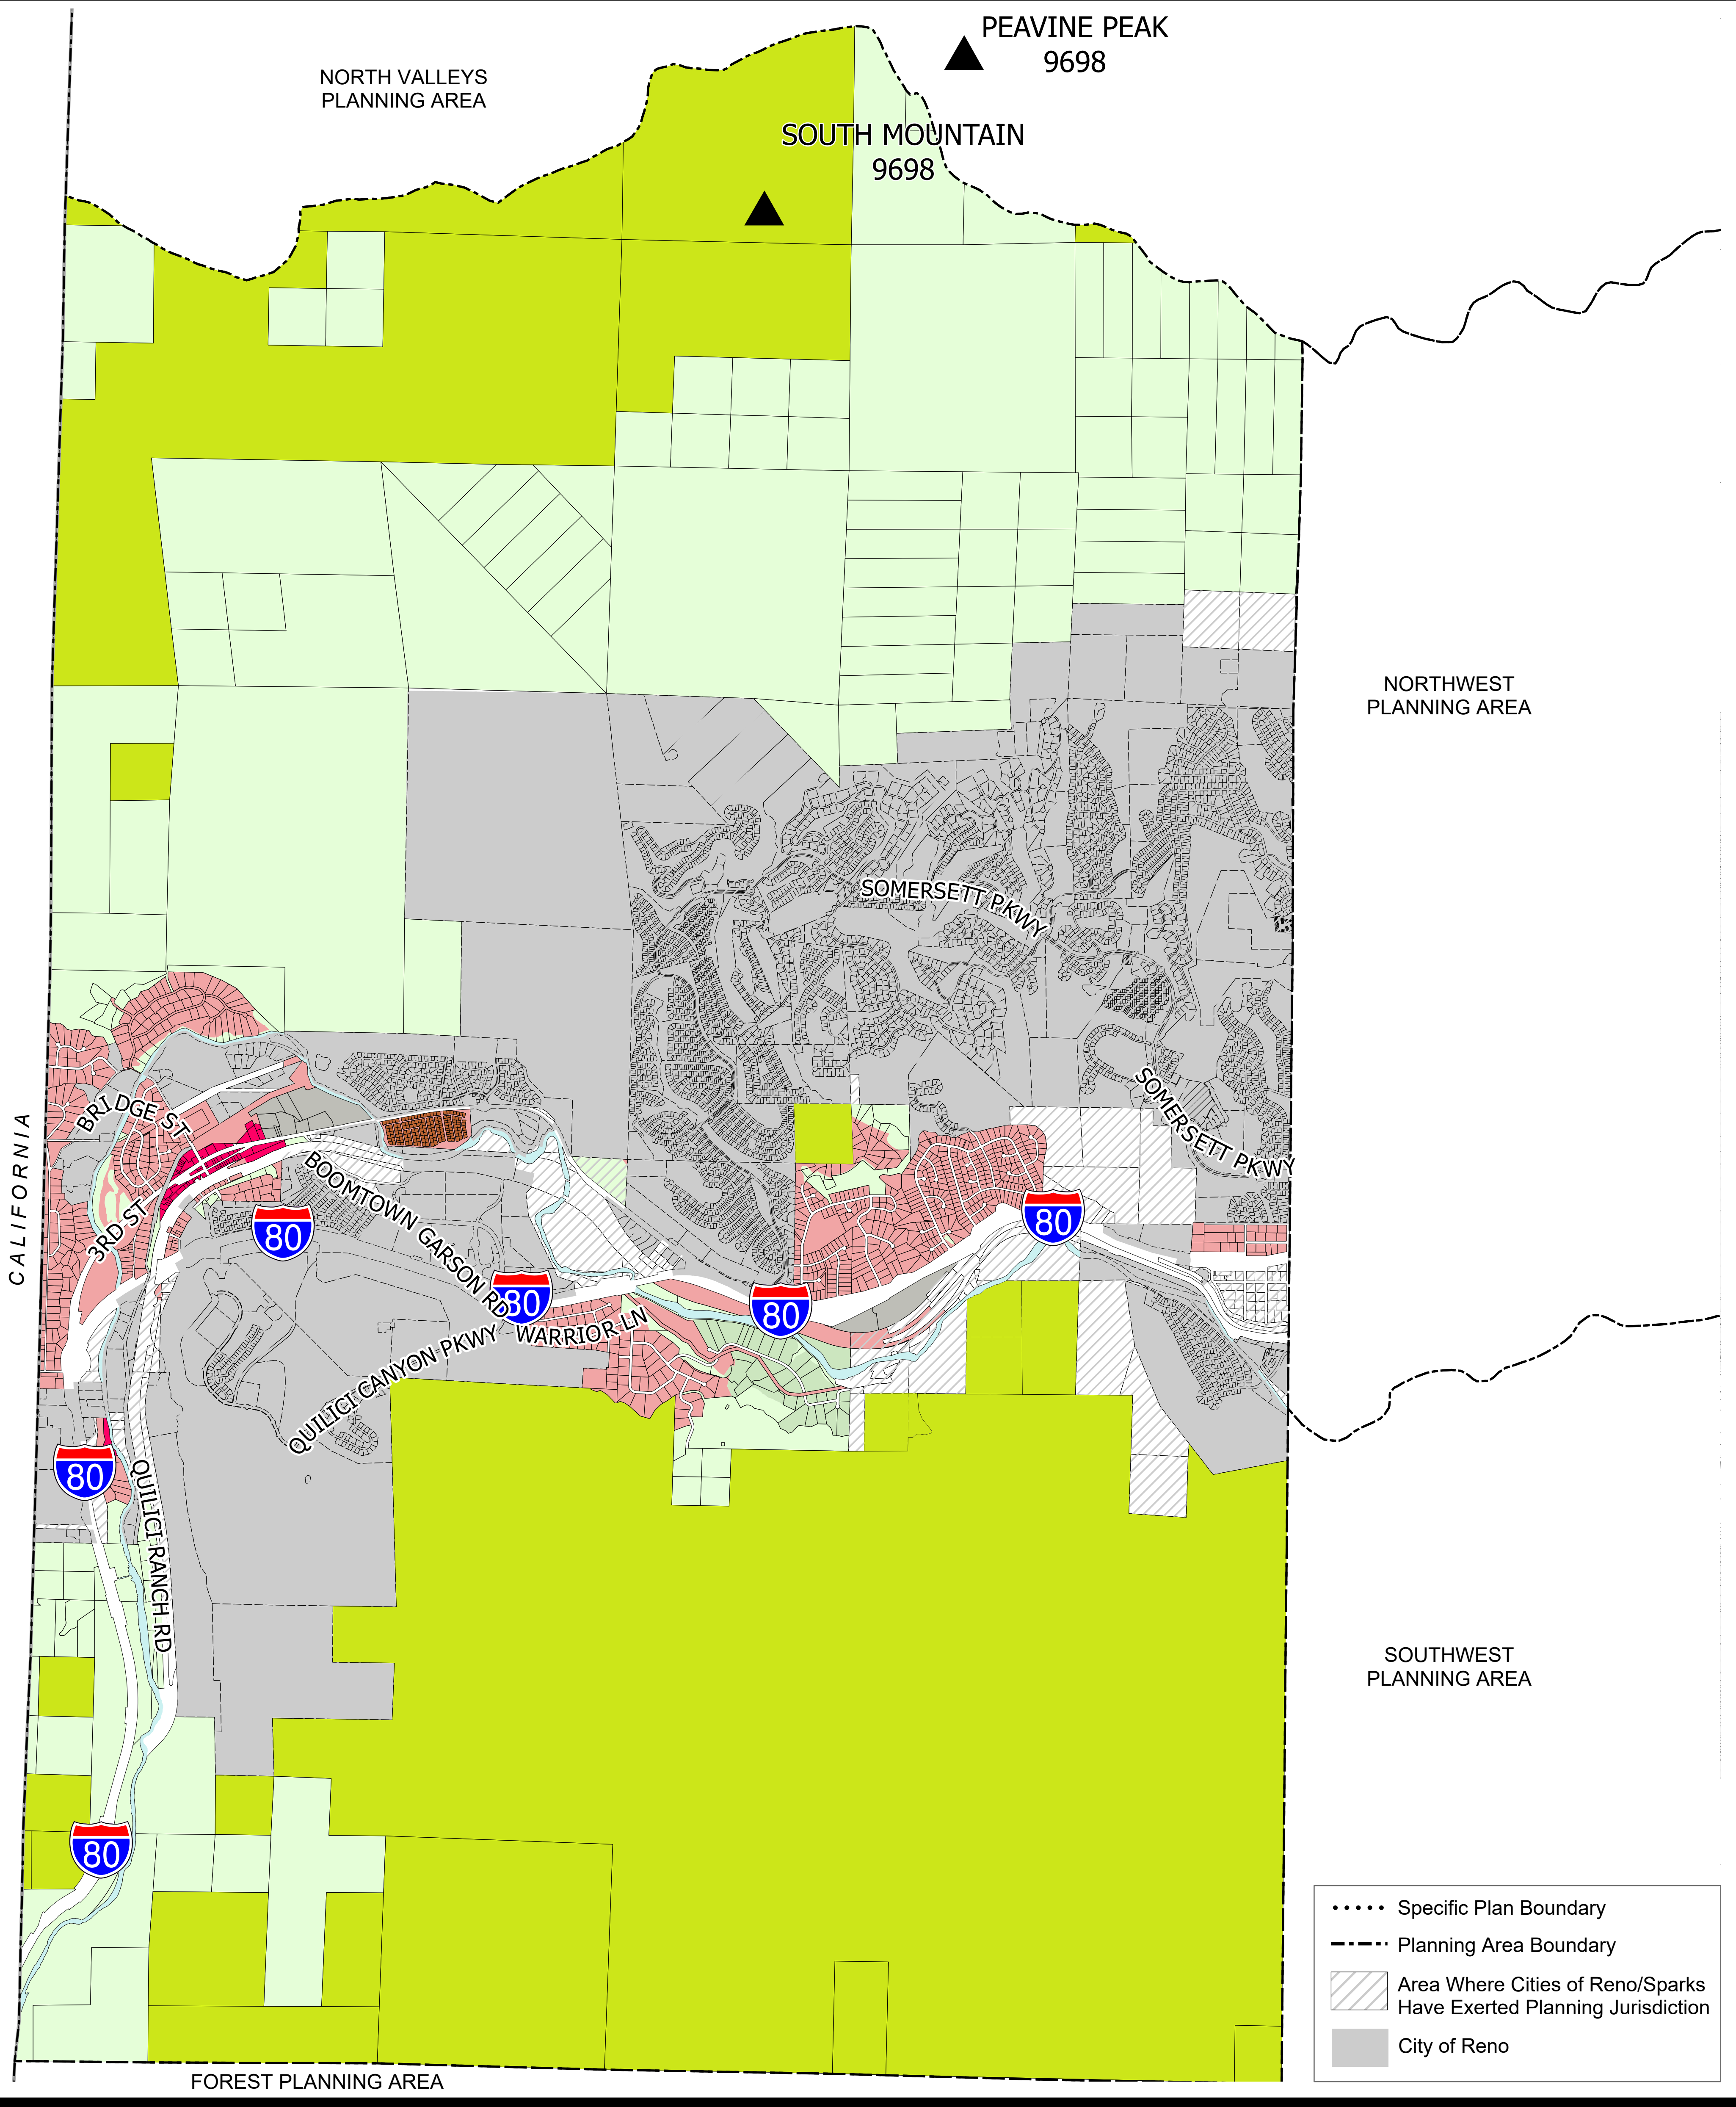 PEAVINE PEAK
9698
NORTH VALLEYS
PLANNING AREA
SOUTH MOUNTAIN
9698
NORTHWEST
PLANNING AREA
SOMERSETT PKWY
SOMERSETT PKWY
CALIFORNIA
BRIDGE ST
3RD ST
BOOMTOWN GARSON RD
80
80
80
80
WARRIOR LN
QUILICI CANYON PKWY
80
QUILICI RANCH RD
SOUTHWEST
PLANNING AREA
80
Specific Plan Boundary
Planning Area Boundary
Area Where Cities of Reno/Sparks
Have Exerted Planning Jurisdiction
City of Reno
FOREST PLANNING AREA